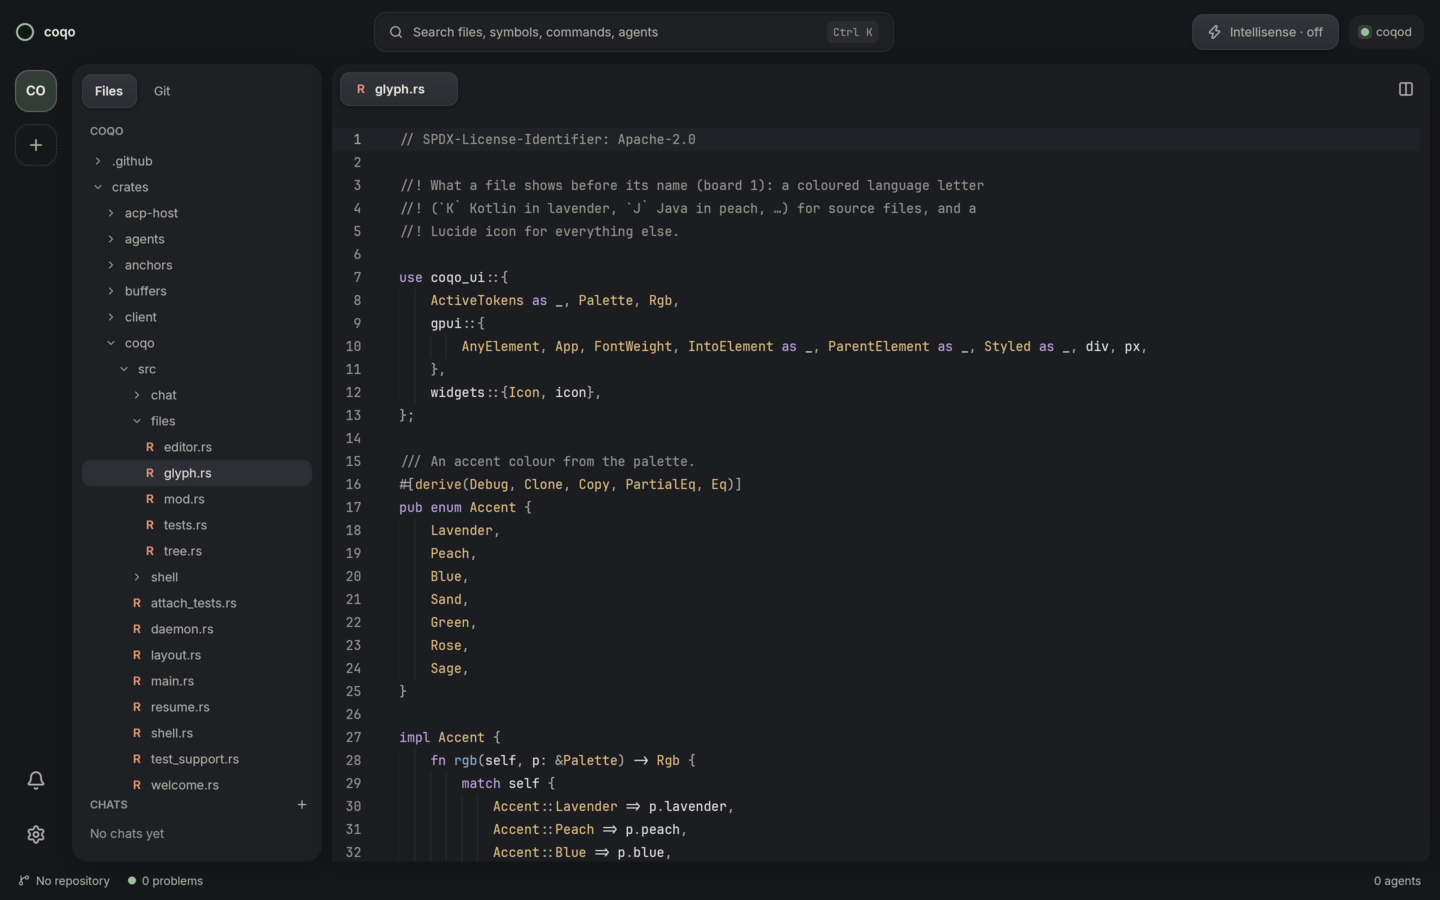 coqo
Search files, symbols, commands, agents
Ctrl K
Intellisense · off
coqod
CO
Files
Git
COQO
.github
crates
acp-host
agents
anchors
buffers
client
coqo
src
chat
files
R editor.rs
R glyph.rs
R mod.rs
R tests.rs
R tree.rs
shell
R attach_tests.rs
R daemon.rs
R layout.rs
R main.rs
R resume.rs
R shell.rs
R test_support.rs
R welcome.rs
CHATS
No chats yet
R glyph.rs
1 // SPDX-License-Identifier: Apache-2.0
2
3 //! What a file shows before its name (board 1): a coloured language letter
4 //! (`K` Kotlin in lavender, `J` Java in peach, …) for source files, and a
5 //! Lucide icon for everything else.
6
7 use coqo_ui::{
8 ActiveTokens as _, Palette, Rgb,
9 gpui::{
10 AnyElement, App, FontWeight, IntoElement as _, ParentElement as _, Styled as _, div, px,
11 },
12 widgets::{Icon, icon},
13 };
14
15 /// An accent colour from the palette.
16 #[derive(Debug, Clone, Copy, PartialEq, Eq)]
17 pub enum Accent {
18 Lavender,
19 Peach,
20 Blue,
21 Sand,
22 Green,
23 Rose,
24 Sage,
25 }
26
27 impl Accent {
28 fn rgb(self, p: &Palette) -> Rgb {
29 match self {
30 Accent::Lavender => p.lavender,
31 Accent::Peach => p.peach,
32 Accent::Blue => p.blue,
No repository
0 problems
0 agents